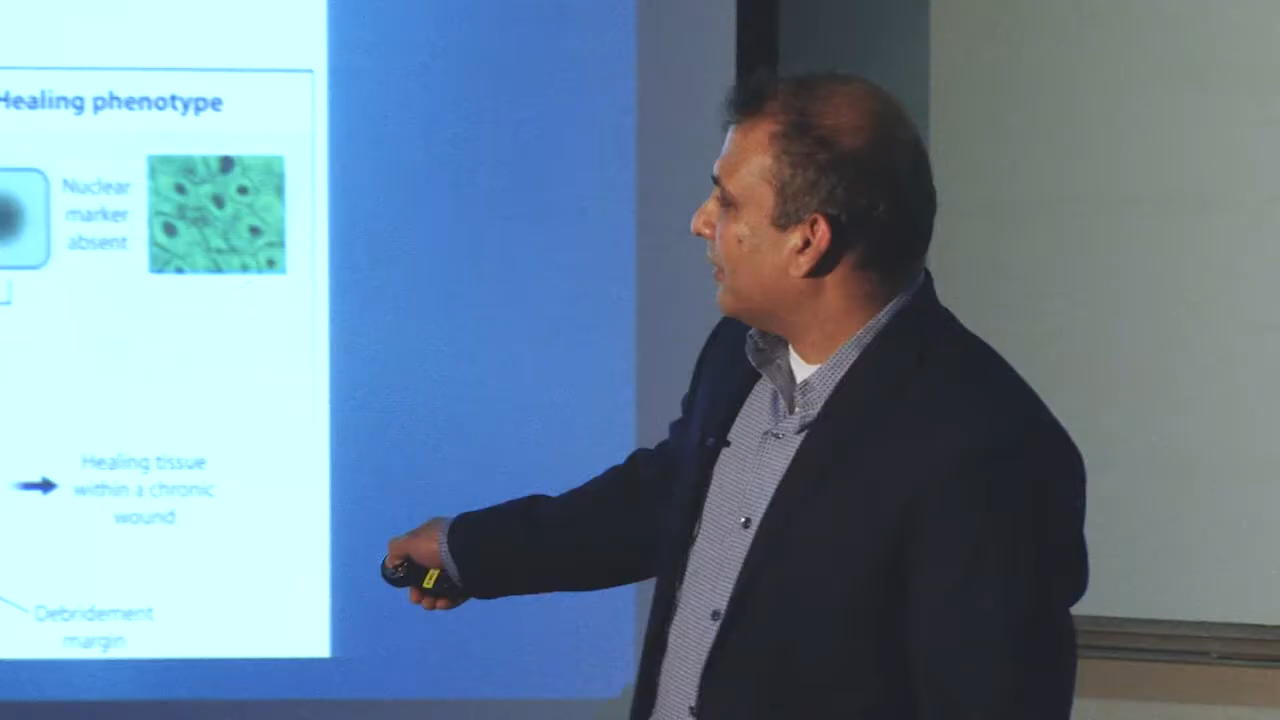 Healing phenotype
Nuclear
marker
absent
Healing tissue
within a chronic
wound
Debridement
margin